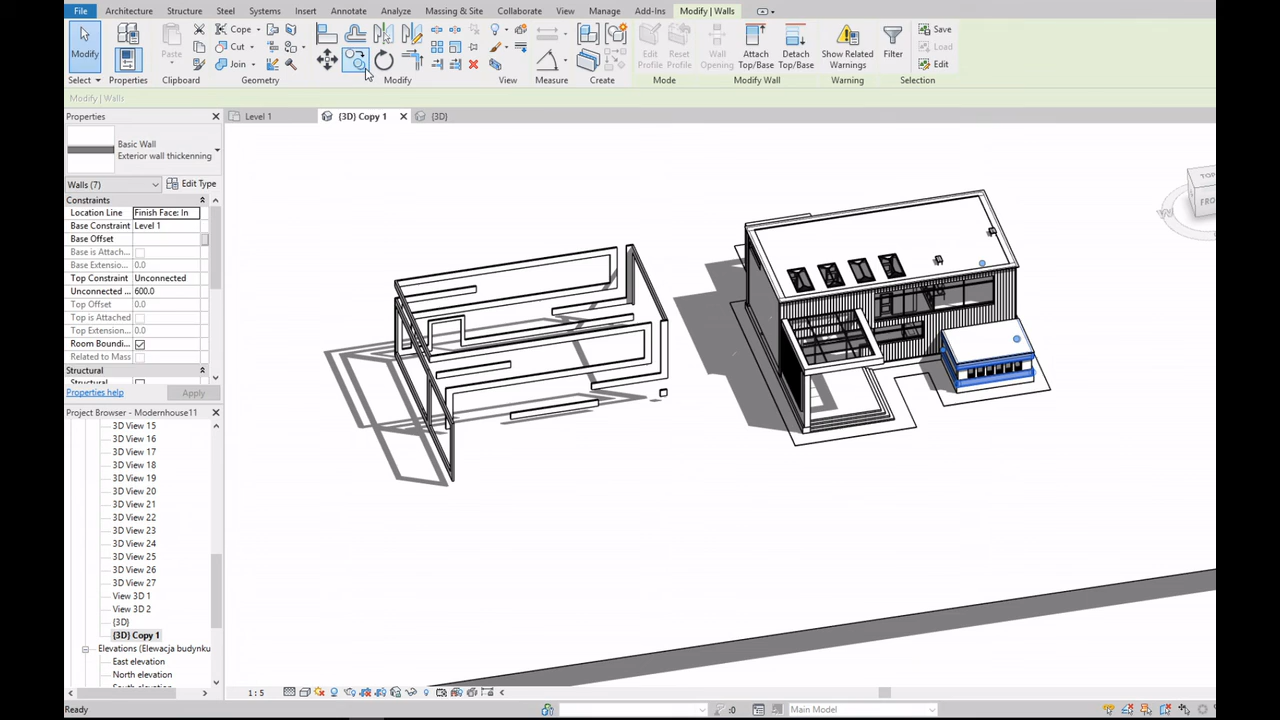 File Architecture Structure Steel Systems Insert Annotate Analyze Massing & Site Collaborate View Manage Add-Ins Modify | Walls
Modify
Paste
Cope
Cut
Join
Edit Profile
Reset Profile
Wall Opening
Attach Top/Base
Detach Top/Base
Show Related Warnings
Filter
Save
Load
Edit
Select Properties Clipboard Geometry Modify View Measure Create Mode Modify Wall Warning Selection
Modify | Walls
Properties
Level 1
{3D} Copy 1
{3D}
Basic Wall
Exterior wall thickenning
Walls (7)
Edit Type
Constraints
Location Line Finish Face: In
Base Constraint Level 1
Base Offset
Base is Attach...
Base Extensio... 0.0
Top Constraint Unconnected
Unconnected ... 600.0
Top Offset 0.0
Top is Attached
Top Extension... 0.0
Room Boundi...
Related to Mass
Structural
Structural
Properties help
Apply
Project Browser - Modernhouse11
3D View 15
3D View 16
3D View 17
3D View 18
3D View 19
3D View 20
3D View 21
3D View 22
3D View 23
3D View 24
3D View 25
3D View 26
3D View 27
View 3D 1
View 3D 2
{3D}
{3D} Copy 1
Elevations (Elewacja budynku
East elevation
North elevation
TOP
W
1 : 5
Ready
:0
Main Model